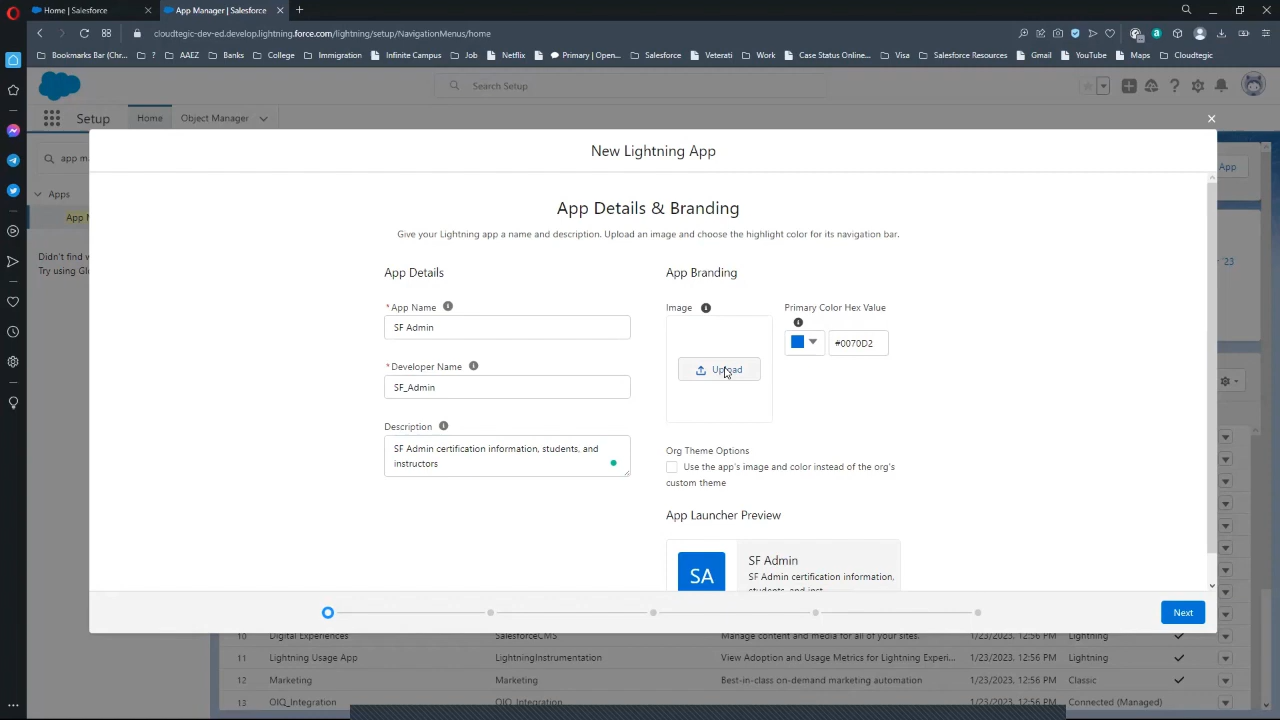 Home | Salesforce
App Manager | Salesforce
cloudtegic-dev-ed.develop.lightning.force.com/lightning/setup/NavigationMenus/home
Bookmarks Bar (Chr...
?
AAEZ
Banks
College
Immigration
Infinite Campus
Job
Netflix
Primary | Open...
Salesforce
Veterati
Work
Case Status Online...
Visa
Salesforce Resources
Gmail
YouTube
Maps
Cloudtegic
Search Setup
Setup
Home
Object Manager
app m
New Lightning App
App
Apps
App
Didn't find
Try using Gl
'23
App Details & Branding
Give your Lightning app a name and description. Upload an image and choose the highlight color for its navigation bar.
App Details
App Branding
*App Name
SF Admin
*Developer Name
SF_Admin
Description
SF Admin certification information, students, and
instructors
Image
Upload
Primary Color Hex Value
#0070D2
Org Theme Options
Use the app's image and color instead of the org's
custom theme
App Launcher Preview
SA
SF Admin
SF Admin certification information,
students, and inst
Next
10 Digital Experiences SalesforceCMS Manage content and media for all of your sites. 1/23/2023, 12:56 PM Lightning
11 Lightning Usage App LightningInstrumentation View Adoption and Usage Metrics for Lightning Experi... 1/23/2023, 12:56 PM Lightning
12 Marketing Marketing Best-in-class on-demand marketing automation 1/23/2023, 12:56 PM Classic
13 OIQ_Integration OIQ_Integration 1/23/2023, 12:56 PM Connected (Managed)